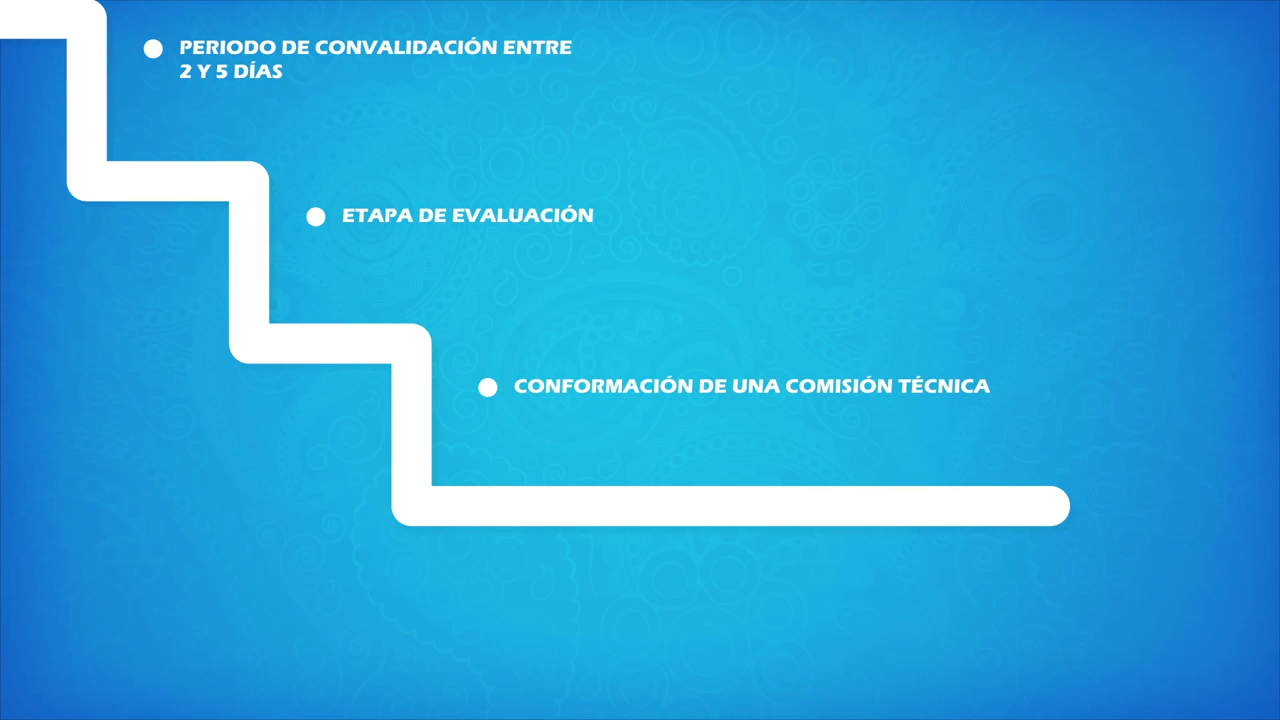 PERIODO DE CONVALIDACIÓN ENTRE
2 Y 5 DÍAS
ETAPA DE EVALUACIÓN
CONFORMACIÓN DE UNA COMISIÓN TÉCNICA